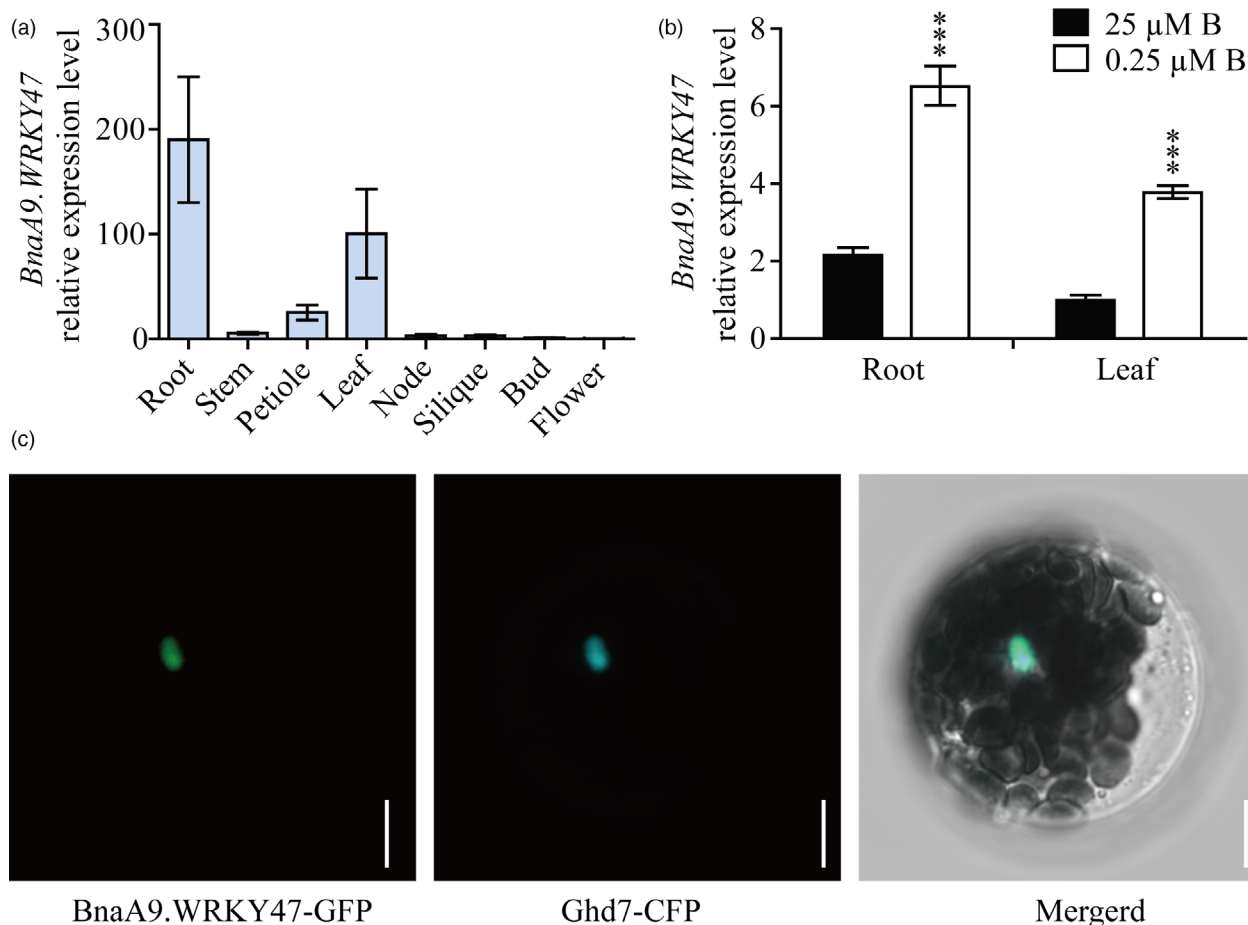 (a)
BnaA9.WRKY47
relative expression level
300
200
100
0
Root
Stem
Petiole
Leaf
Node
Silique
Bud
Flower
(b)
BnaA9.WRKY47
relative expression level
8
6
4
2
0
***
***
25 μM B
0.25 μM B
Root
Leaf
(c)
BnaA9.WRKY47-GFP
Ghd7-CFP
Mergerd